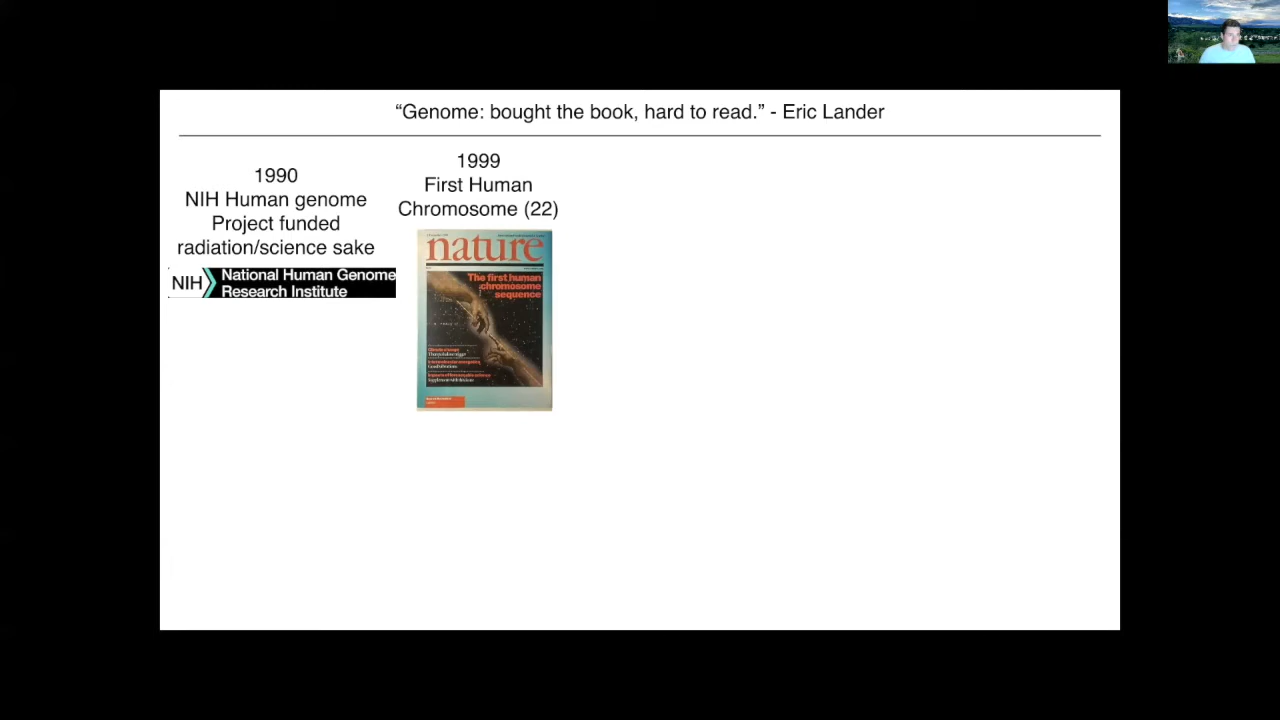 “Genome: bought the book, hard to read.” - Eric Lander
1990
NIH Human genome
Project funded
radiation/science sake
NIH National Human Genome
Research Institute
1999
First Human
Chromosome (22)
nature
The first human
chromosome
sequence